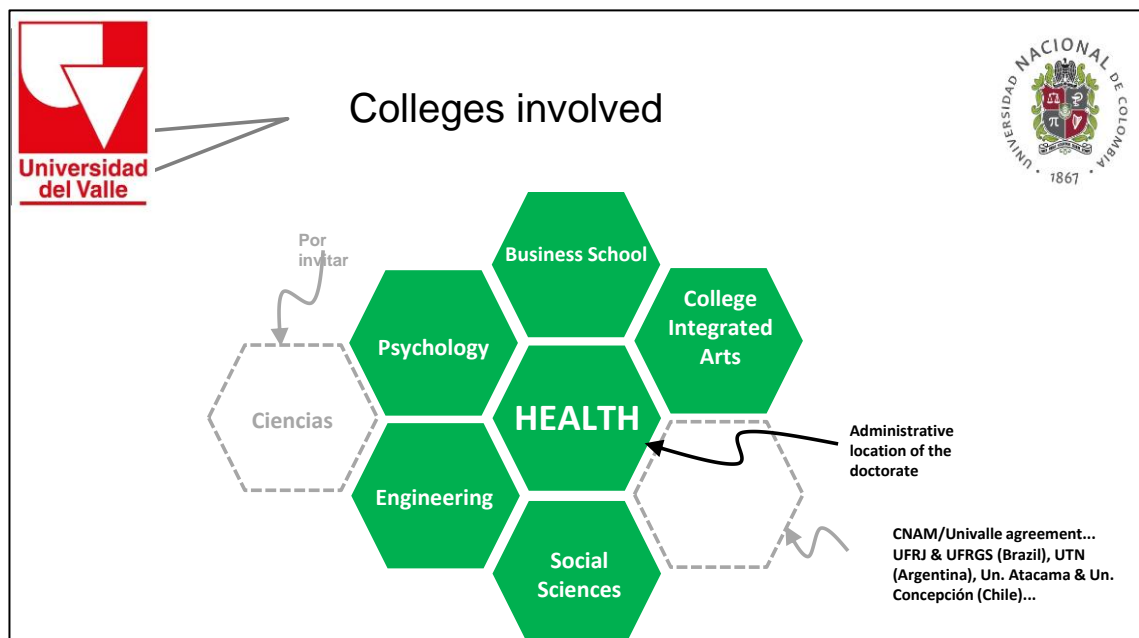 Colleges involved
Universidad
del Valle
UNIVERSIDAD NACIONAL DE COLOMBIA
1867
Por
invitar
Business School
College
Integrated
Arts
Psychology
Ciencias
HEALTH
Administrative
location of the
doctorate
Engineering
Social
Sciences
CNAM/Univalle agreement...
UFRJ & UFRGS (Brazil), UTN
(Argentina), Un. Atacama & Un.
Concepción (Chile)...